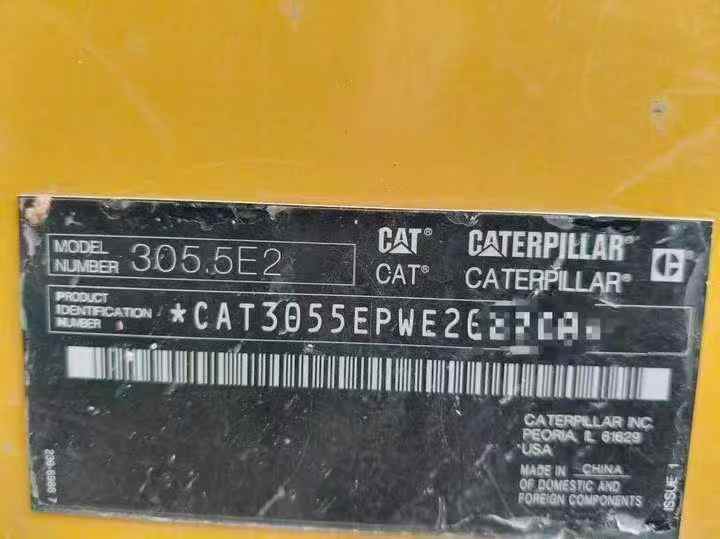 MODEL
NUMBER 305.5E2
CAT® CATERPILLAR®
CAT® CATERPILLAR®
PRODUCT
IDENTIFICATION
NUMBER
CATERPILLAR INC.
PEORIA, IL 61629
USA
MADE IN CHINA
OF DOMESTIC AND
FOREIGN COMPONENTS
ISSUE 1